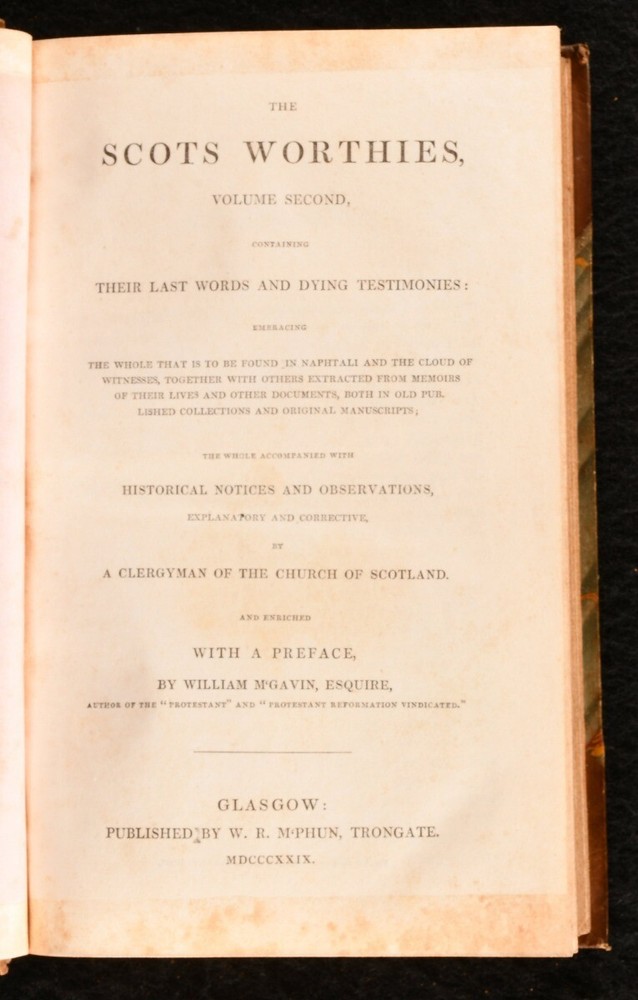 THE
SCOTS WORTHIES,
VOLUME SECOND,
CONTAINING
THEIR LAST WORDS AND DYING TESTIMONIES:
EMBRACING
THE WHOLE THAT IS TO BE FOUND IN NAPHTALI AND THE CLOUD OF
WITNESSES, TOGETHER WITH OTHERS EXTRACTED FROM MEMOIRS
OF THEIR LIVES AND OTHER DOCUMENTS, BOTH IN OLD PUB.
LISHED COLLECTIONS AND ORIGINAL MANUSCRIPTS;
THE WHOLE ACCOMPANIED WITH
HISTORICAL NOTICES AND OBSERVATIONS,
EXPLANATORY AND CORRECTIVE,
BY
A CLERGYMAN OF THE CHURCH OF SCOTLAND.
AND ENRICHED
WITH A PREFACE,
BY WILLIAM M‘GAVIN, ESQUIRE,
AUTHOR OF THE “PROTESTANT” AND “PROTESTANT REFORMATION VINDICATED.”
GLASGOW:
PUBLISHED BY W. R. M‘PHUN, TRONGATE.
MDCCCXXIX.